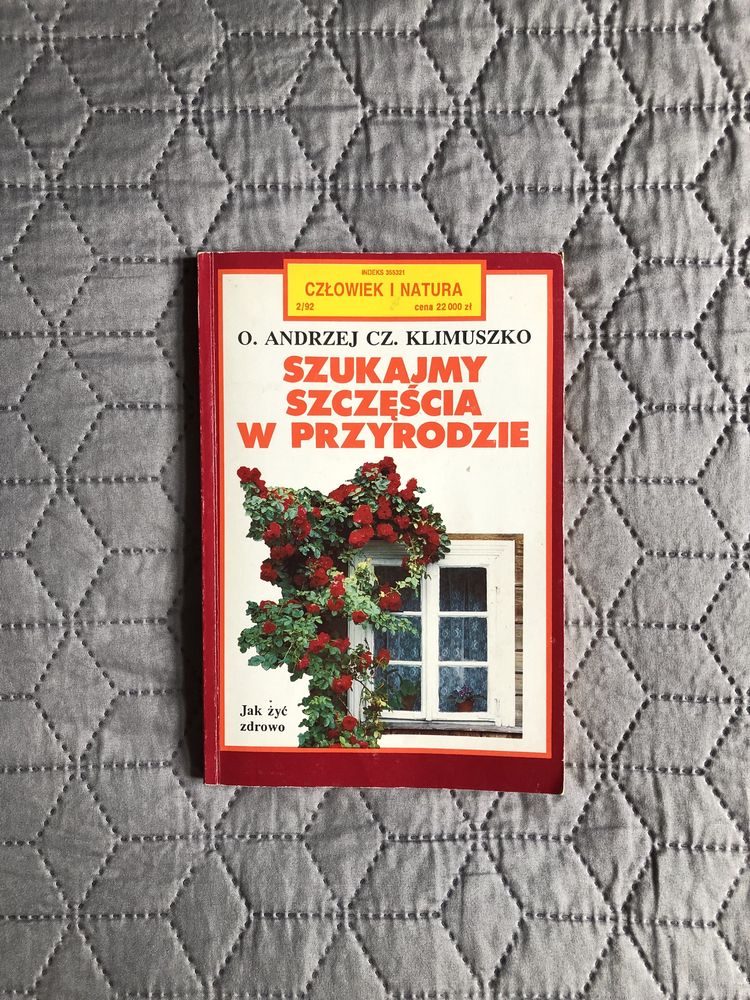 INDEKS 355321
CZŁOWIEK I NATURA
2/92 cena 22 000 zł
O. ANDRZEJ CZ. KLIMUSZKO
SZUKAJMY
SZCZĘŚCIA
W PRZYRODZIE
Jak żyć
zdrowo